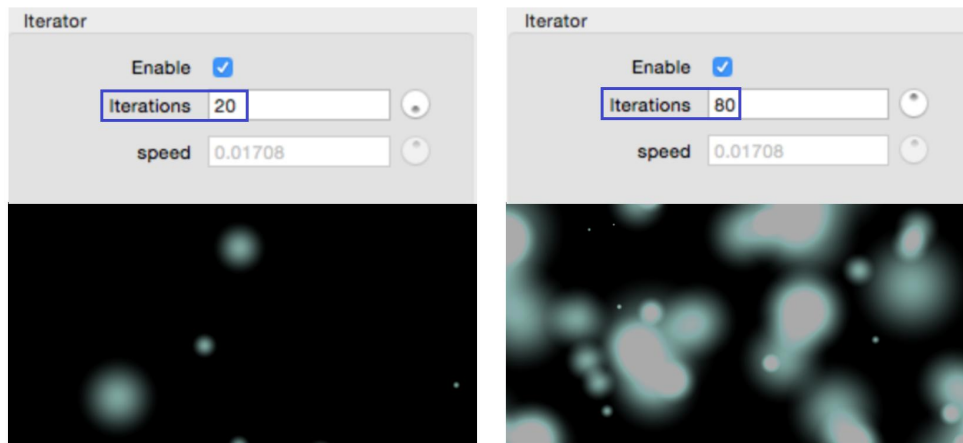 Iterator
Enable
Iterations 20
speed 0.01708
Iterator
Enable
Iterations 80
speed 0.01708